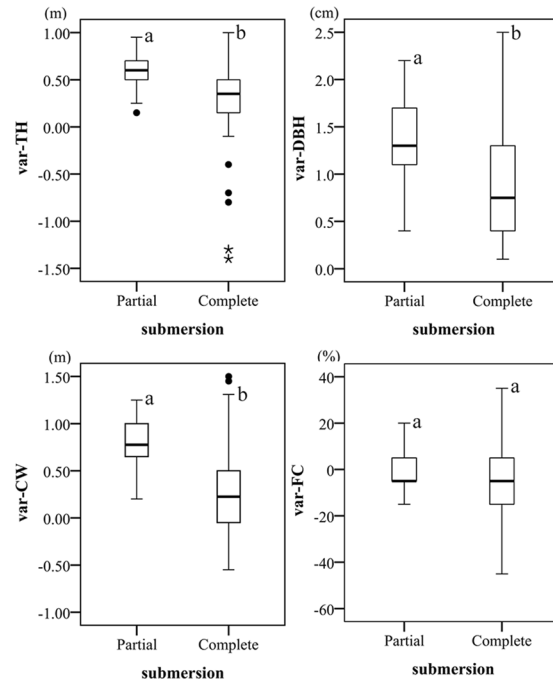 (m)
1.00
0.50
0.00
-0.50
-1.00
-1.50
var-TH
a
b
Partial
Complete
submersion
(cm)
2.5
2.0
1.5
1.0
0.5
0.0
var-DBH
a
b
Partial
Complete
submersion
(m)
1.50
1.00
0.50
0.00
-0.50
-1.00
var-CW
a
b
Partial
Complete
submersion
(%)
40
20
0
-20
-40
-60
var-FC
a
a
Partial
Complete
submersion